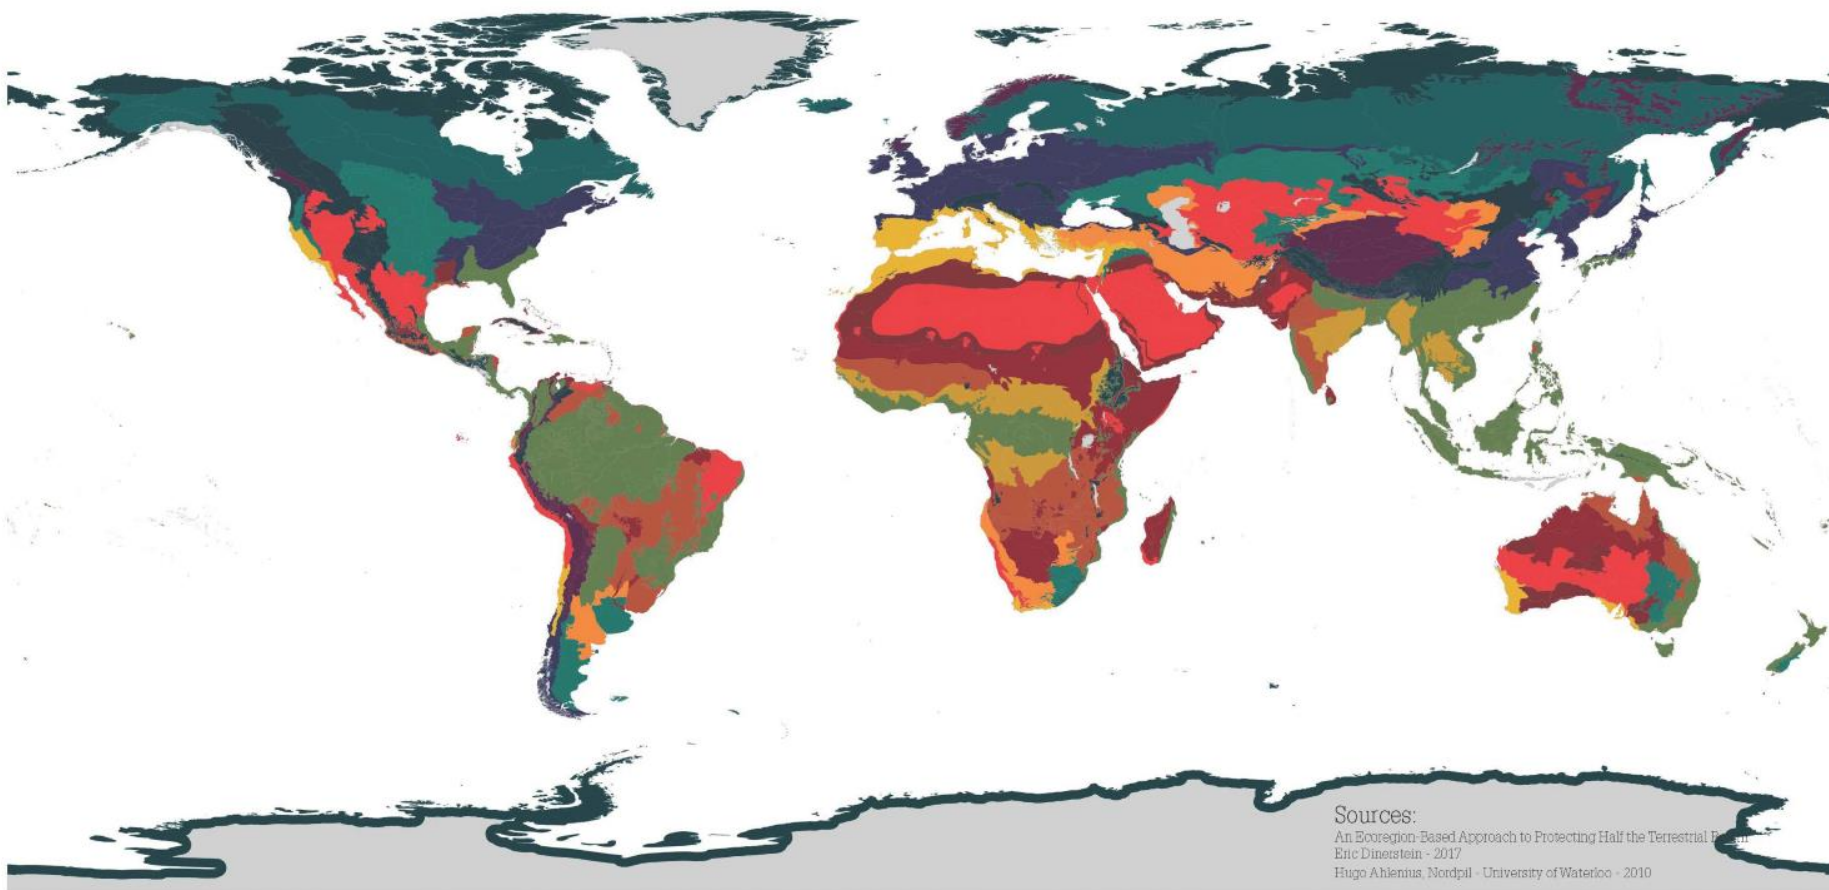 Sources:
An Ecoregion-Based Approach to Protecting Half the Terrestrial
Eric Dinerstein - 2017
Hugo Ahlenius, Nordpil - University of Waterloo - 2010